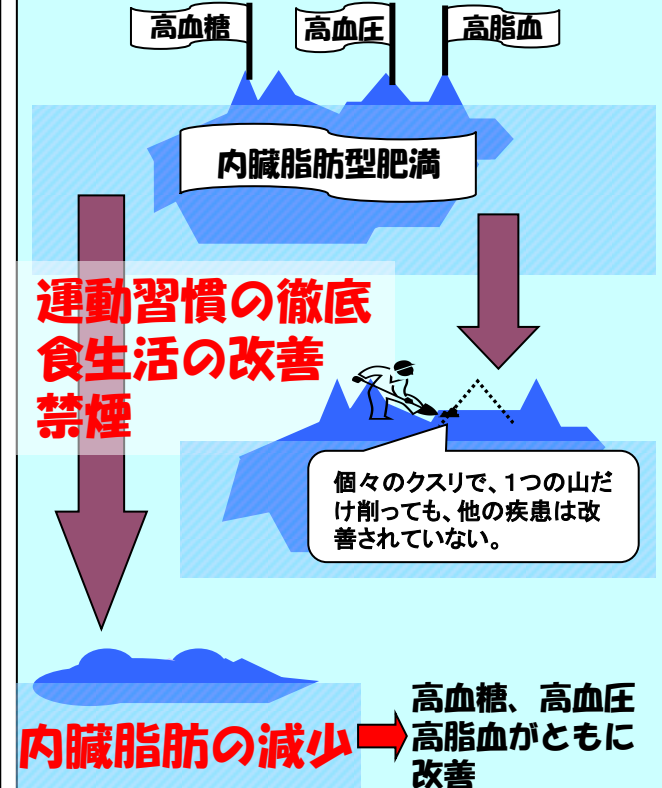 高血糖
高血圧
高脂血
内臓脂肪型肥満
運動習慣の徹底
食生活の改善
禁煙
個々のクスリで、1つの山だ
け削っても、他の疾患は改
善されていない。
内臓脂肪の減少
高血糖、高血圧
高脂血がともに
改善